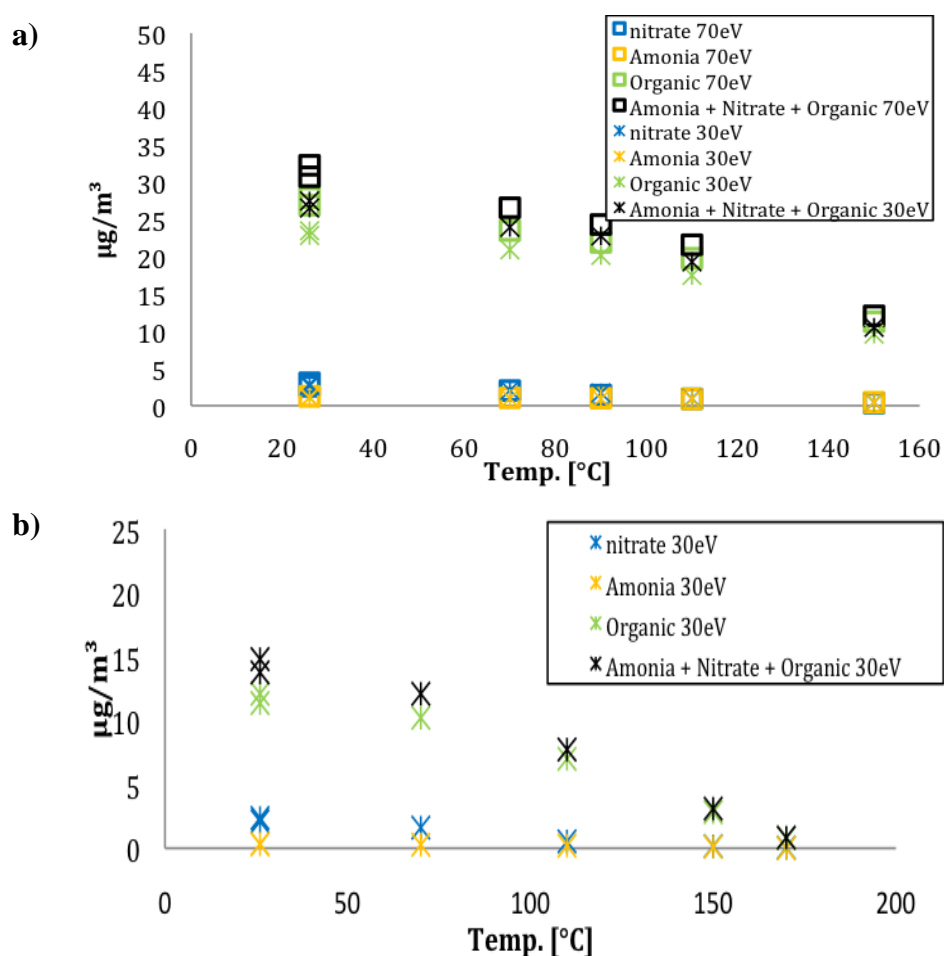 a)
50
45
40
35
30
25
20
15
10
5
0
µg/m³
nitrate 70eV
Amonia 70eV
Organic 70eV
Amonia + Nitrate + Organic 70eV
nitrate 30eV
Amonia 30eV
Organic 30eV
Amonia + Nitrate + Organic 30eV
0 20 40 60 80 100 120 140 160
Temp. [°C]
b)
25
20
15
10
5
0
µg/m³
nitrate 30eV
Amonia 30eV
Organic 30eV
Amonia + Nitrate + Organic 30eV
0 50 100 150 200
Temp. [°C]